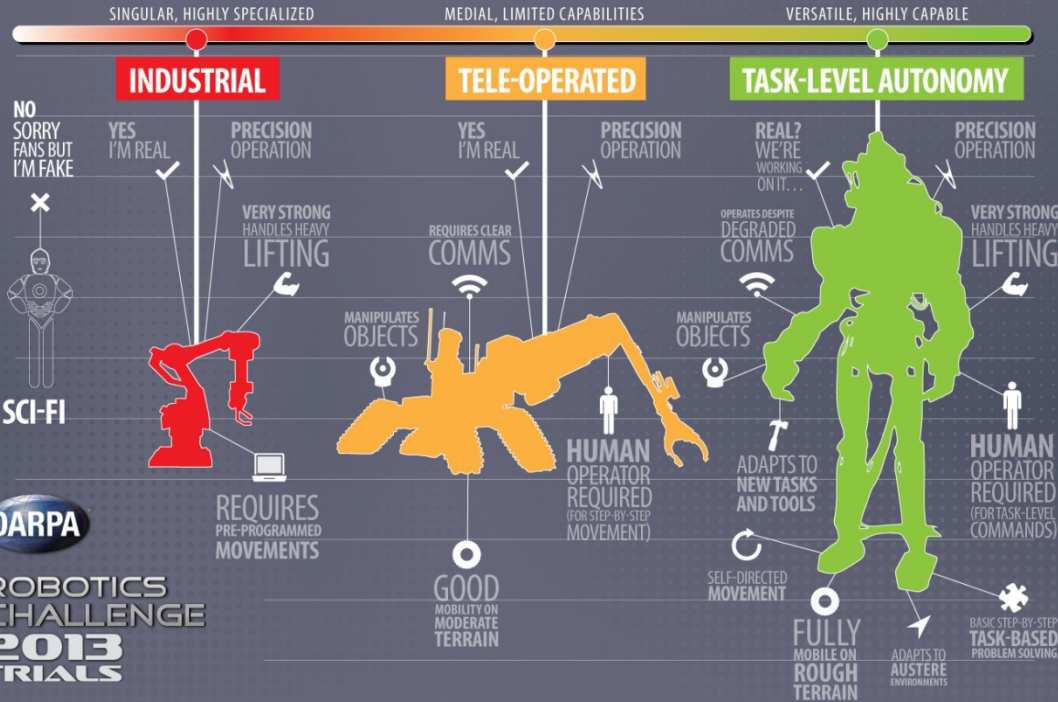 SINGULAR, HIGHLY SPECIALIZED
MEDIAL, LIMITED CAPABILITIES
VERSATILE, HIGHLY CAPABLE
INDUSTRIAL
TELE-OPERATED
TASK-LEVEL AUTONOMY
NO
SORRY
FANS BUT
I'M FAKE
SCI-FI
YES
I'M REAL
PRECISION
OPERATION
VERY STRONG
HANDLES HEAVY
LIFTING
REQUIRES
PRE-PROGRAMMED
MOVEMENTS
YES
I'M REAL
PRECISION
OPERATION
REQUIRES CLEAR
COMMS
MANIPULATES
OBJECTS
HUMAN
OPERATOR
REQUIRED
(FOR STEP-BY-STEP
MOVEMENT)
GOOD
MOBILITY ON
MODERATE
TERRAIN
REAL?
WE'RE
WORKING
ON IT...
PRECISION
OPERATION
OPERATES DESPITE
DEGRADED
COMMS
VERY STRONG
HANDLES HEAVY
LIFTING
MANIPULATES
OBJECTS
ADAPTS TO
NEW TASKS
AND TOOLS
HUMAN
OPERATOR
REQUIRED
(FOR TASK-LEVEL
COMMANDS)
SELF-DIRECTED
MOVEMENT
FULLY
MOBILE ON
ROUGH
TERRAIN
ADAPTS TO
AUSTERE
ENVIRONMENTS
BASIC STEP-BY-STEP
TASK-BASED
PROBLEM SOLVING
DARPA
ROBOTICS
CHALLENGE
2013
TRIALS